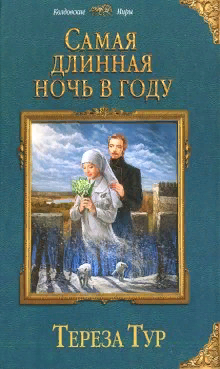 Колдовские Миры
Самая
длинная
ночь в году
Тереза Тур